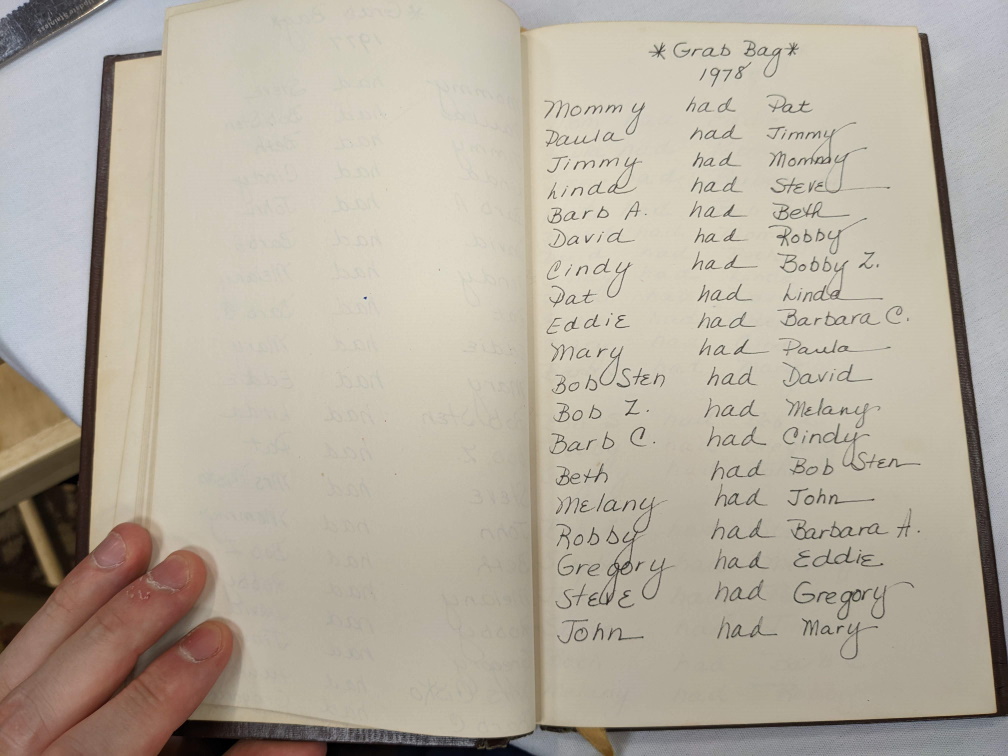 *Grab Bag*
1978
Mommy had Pat
Paula had Jimmy
Jimmy had Mommy
Linda had Steve
Barb A. had Beth
David had Robby
Cindy had Bobby Z.
Pat had Linda
Eddie had Barbara C.
Mary had Paula
Bob Sten had David
Bob Z. had Melany
Barb C. had Cindy
Beth had Bob Sten
Melany had John
Robby had Barbara A.
Gregory had Eddie
Steve had Gregory
John had Mary